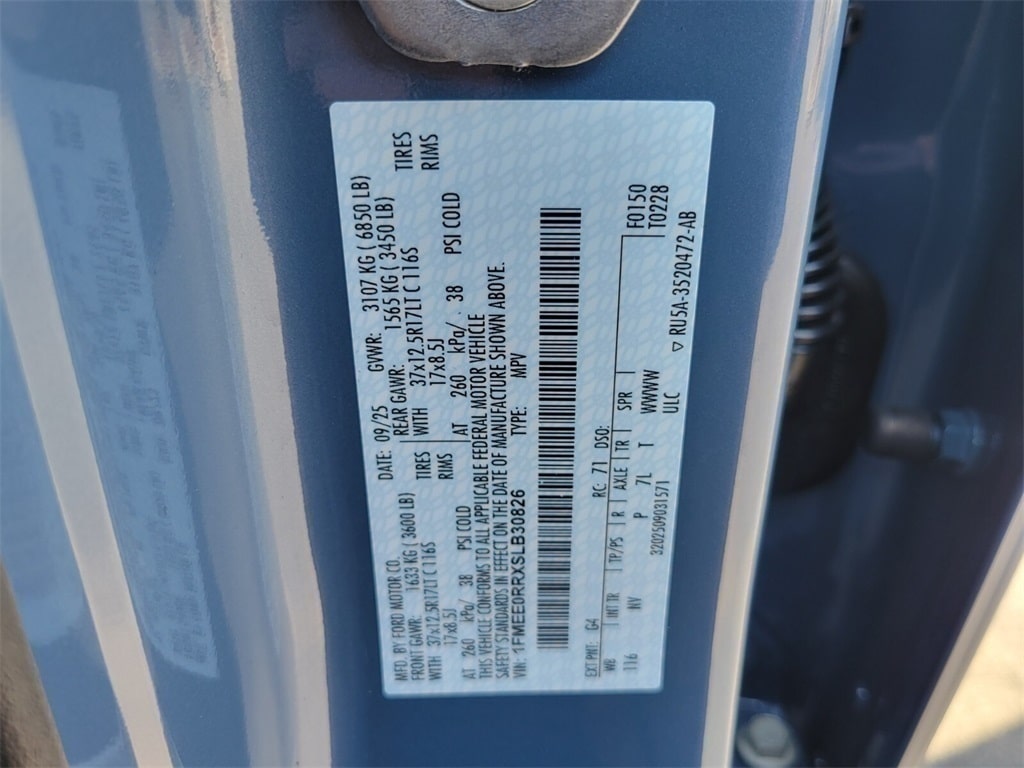 MFD. BY FORD MOTOR CO. DATE: 09/25 GVWR: 3107 KG ( 6850 LB)
FRONT GAWR: 1633 KG ( 3600 LB) REAR GAWR: 1565 KG ( 3450 LB)
WITH 37x12.5R17LT C 116S TIRES WITH 37x12.5R17LT C 116S TIRES
17x8.5J RIMS 17x8.5J RIMS
AT 260 kPa/ 38 PSI COLD AT 260 kPa/ 38 PSI COLD
THIS VEHICLE CONFORMS TO ALL APPLICABLE FEDERAL MOTOR VEHICLE
SAFETY STANDARDS IN EFFECT ON THE DATE OF MANUFACTURE SHOWN ABOVE.
VIN: 1FMEE0RRXSLB30826 TYPE: MPV
EXT PNT: G4 RC: 71 DSO:
WB INT TR TP/PS R AXLE TR SPR F0150
116 NV P 7L T WWWW T0228
ULC
3202509031571 ▽ RU5A-3520472-AB